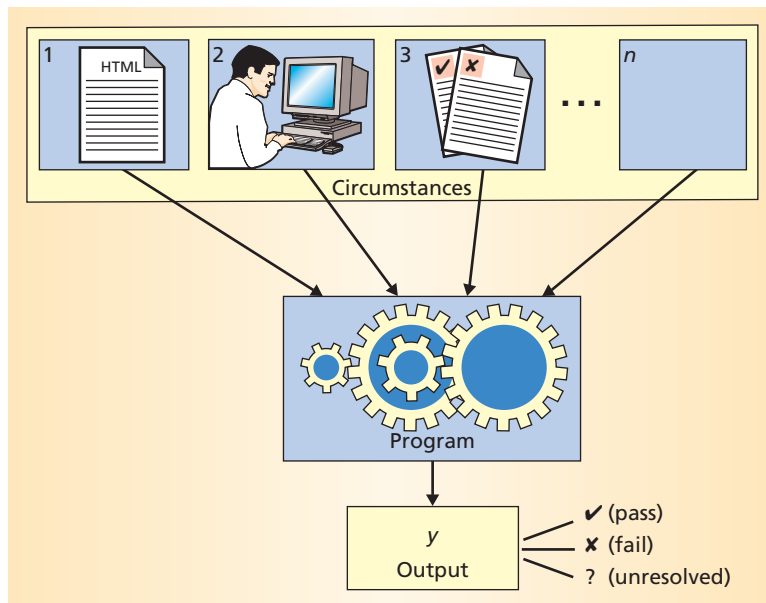 1
HTML
2
3
✔ ✘
...
n
Circumstances
Program
y
Output
✔ (pass)
✘ (fail)
? (unresolved)